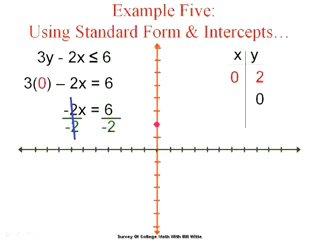 Example Five:
Using Standard Form & Intercepts...
3y - 2x ≤ 6
3(0) – 2x = 6
-2x = 6
-2 -2
x y
0 2
0
Survey Of College Math With Bill Witte